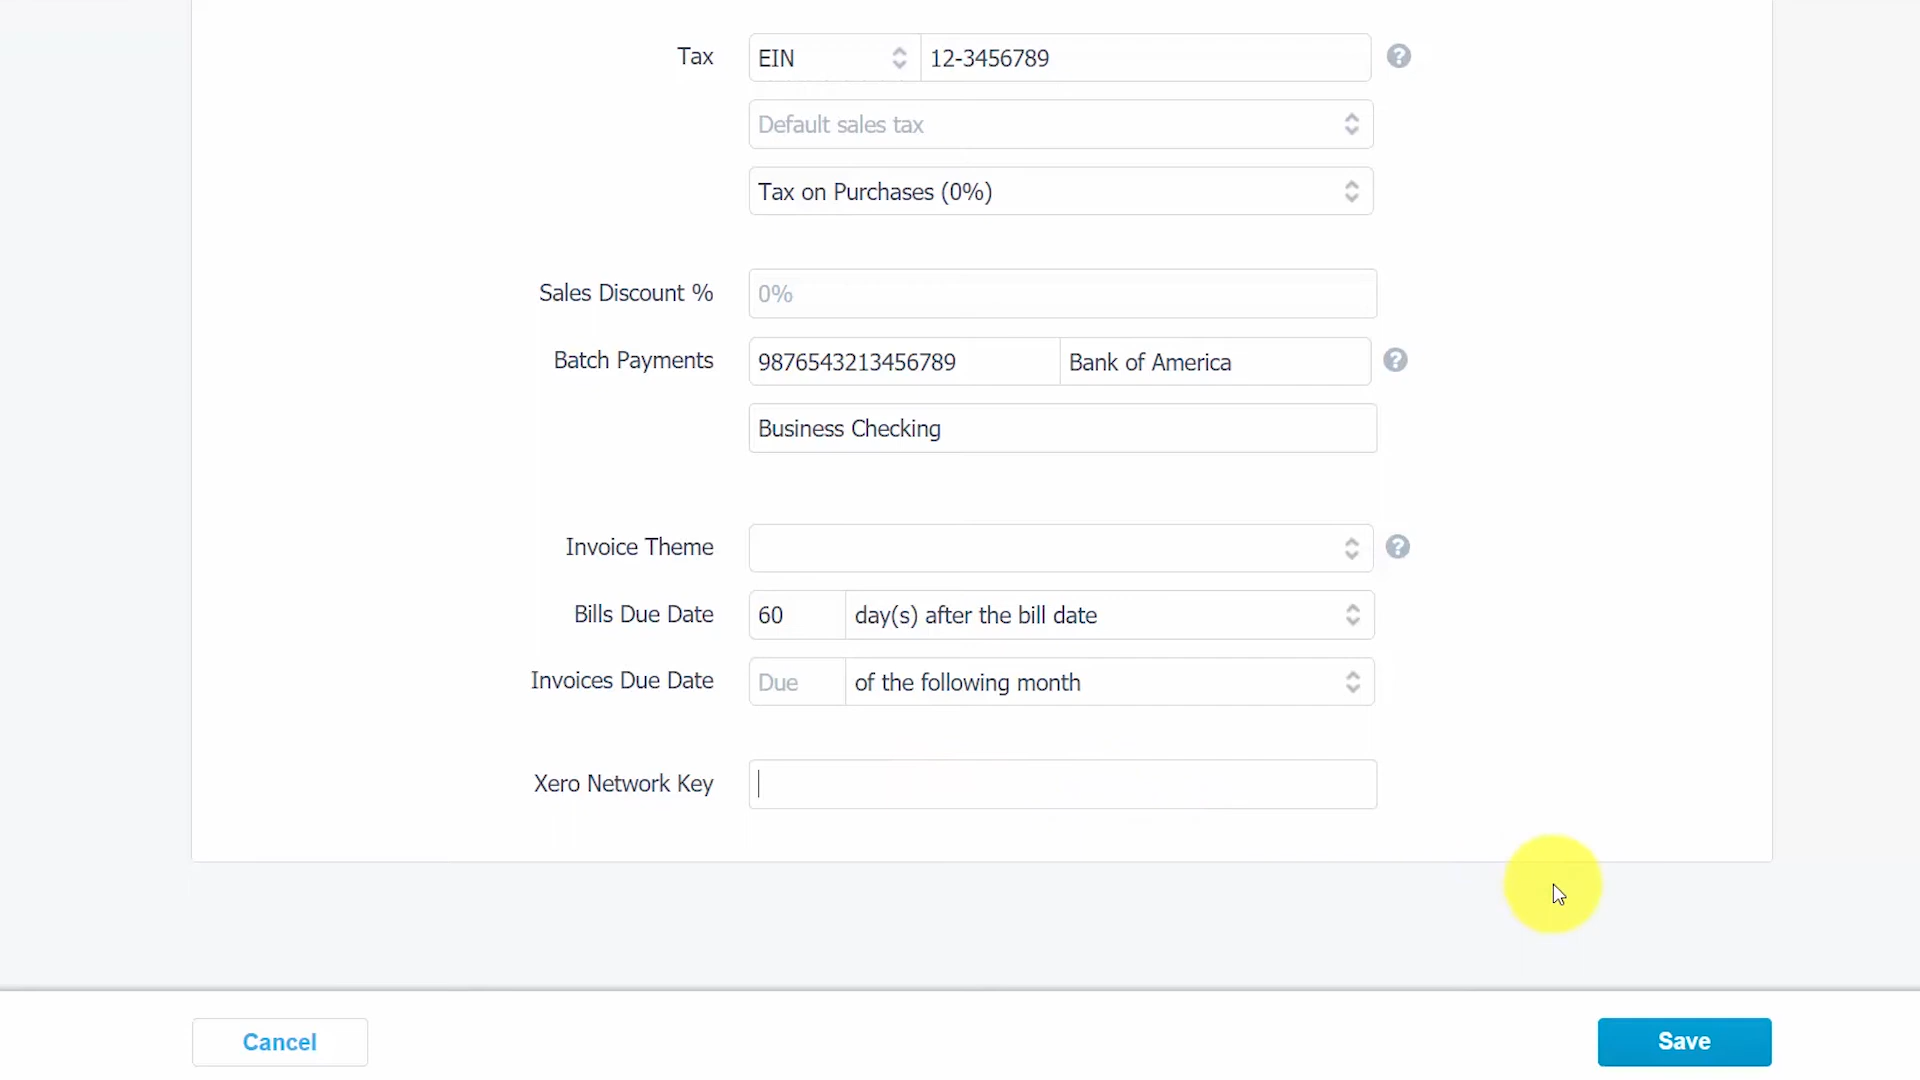 Tax EIN 12-3456789 ?
Default sales tax
Tax on Purchases (0%)
Sales Discount % 0%
Batch Payments 9876543213456789 Bank of America ?
Business Checking
Invoice Theme ?
Bills Due Date 60 day(s) after the bill date
Invoices Due Date Due of the following month
Xero Network Key
Cancel Save